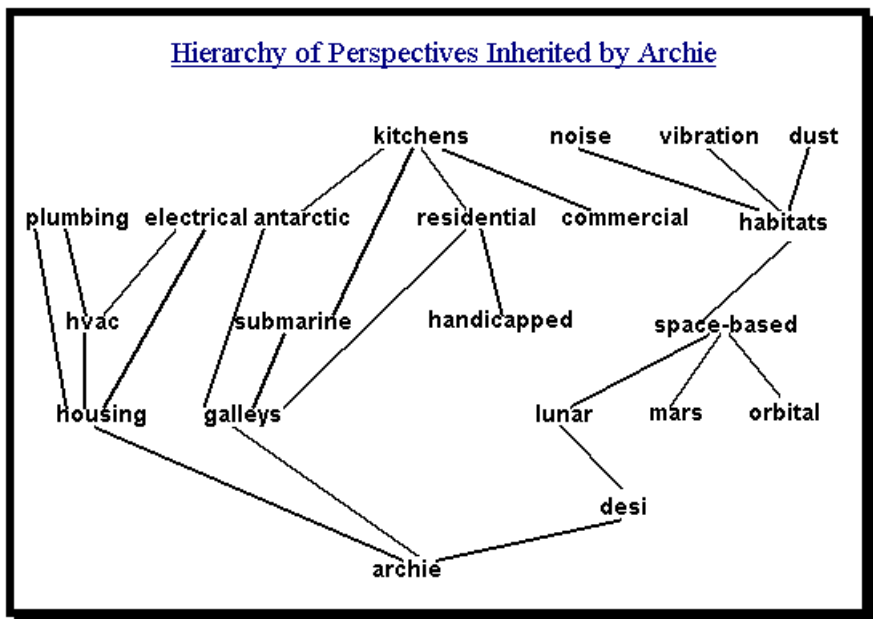 Hierarchy of Perspectives Inherited by Archie
kitchens noise vibration dust
plumbing electrical antarctic residential commercial habitats
hvac submarine handicapped space-based
housing galleys lunar mars orbital
desi
archie